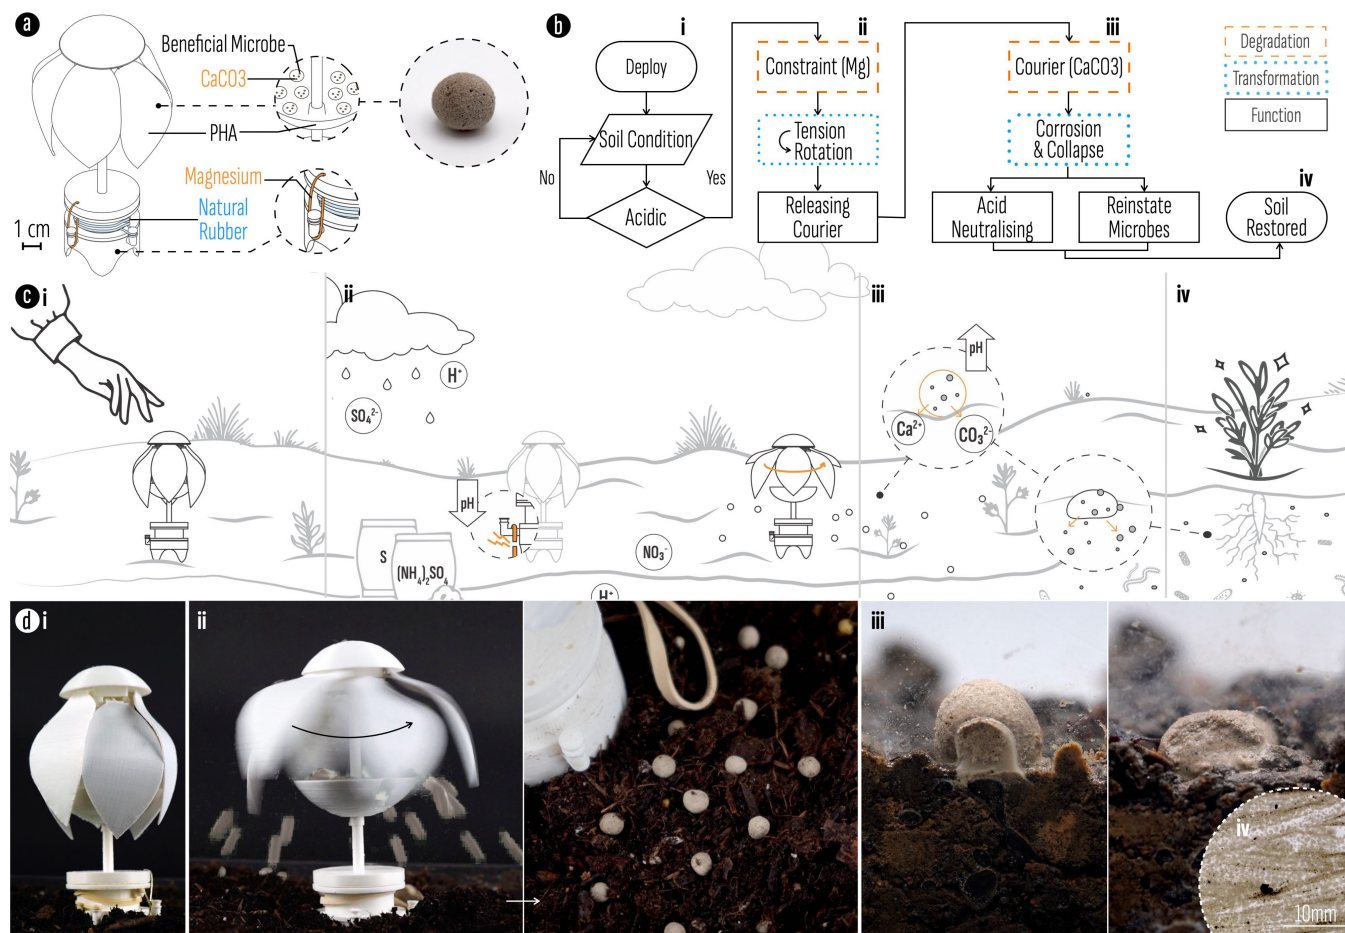 a
Beneficial Microbe
CaCO3
PHA
Magnesium
Natural
Rubber
1 cm
b
i
Deploy
Soil Condition
No
Yes
Acidic
ii
Constraint (Mg)
Tension
Rotation
Releasing
Courier
iii
Courier (CaCO3)
Corrosion
& Collapse
Acid
Neutralising
Reinstate
Microbes
iv
Soil
Restored
Degradation
Transformation
Function
c
i
ii
H⁺
SO₄²⁻
pH
S
(NH₄)₂SO₄
NO₃⁻
H⁺
iii
pH
Ca²⁺
CO₃²⁻
iv
d
i
ii
iii
iv
10mm